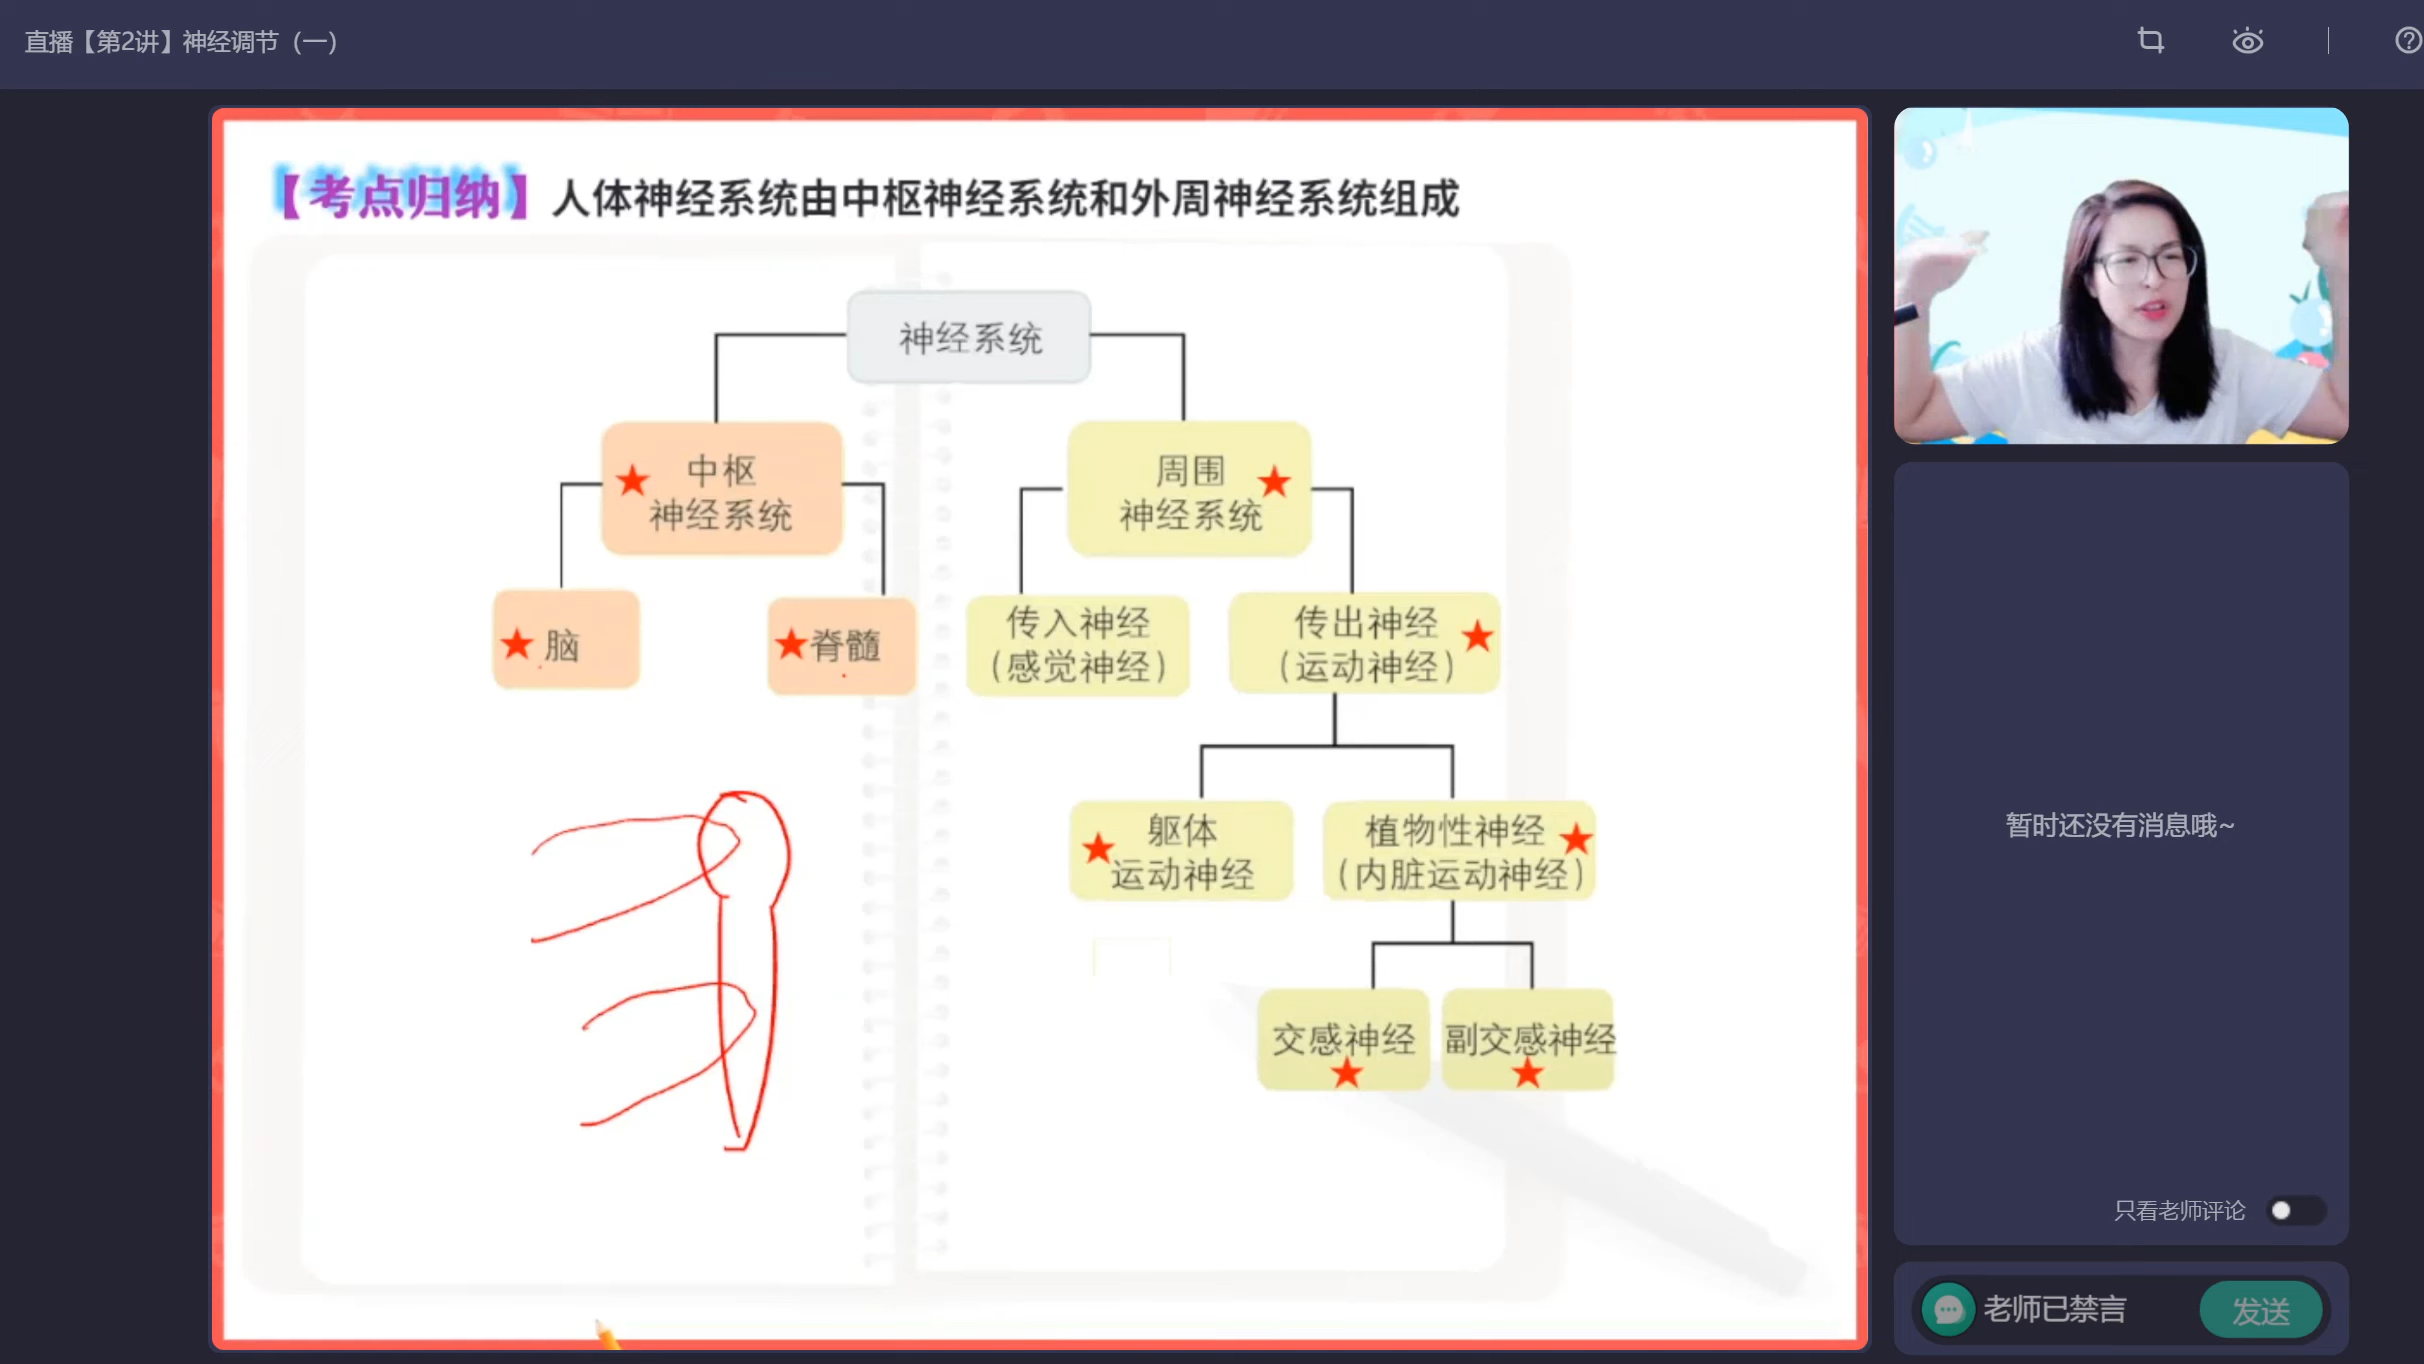 直播【第2讲】神经调节（一）
【考点归纳】人体神经系统由中枢神经系统和外周神经系统组成
神经系统
中枢
神经系统
周围
神经系统
脑
脊髓
传入神经
（感觉神经）
传出神经
（运动神经）
躯体
运动神经
植物性神经
（内脏运动神经）
交感神经
副交感神经
暂时还没有消息哦~
只看老师评论
老师已禁言
发送